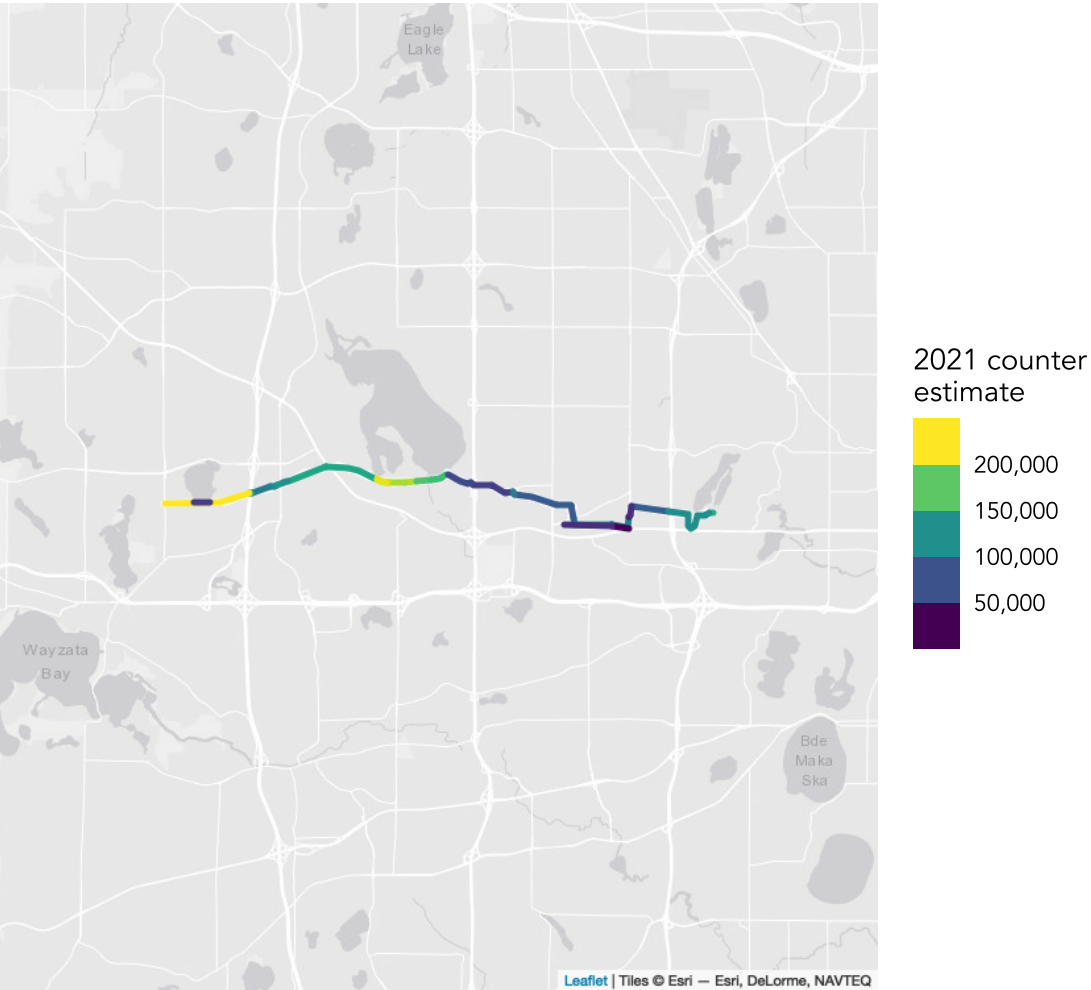 Eagle
Lake
2021 counter
estimate
200,000
150,000
100,000
50,000
Wayzata
Bay
Bde
Maka
Ska
Leaflet | Tiles © Esri — Esri, DeLorme, NAVTEQ